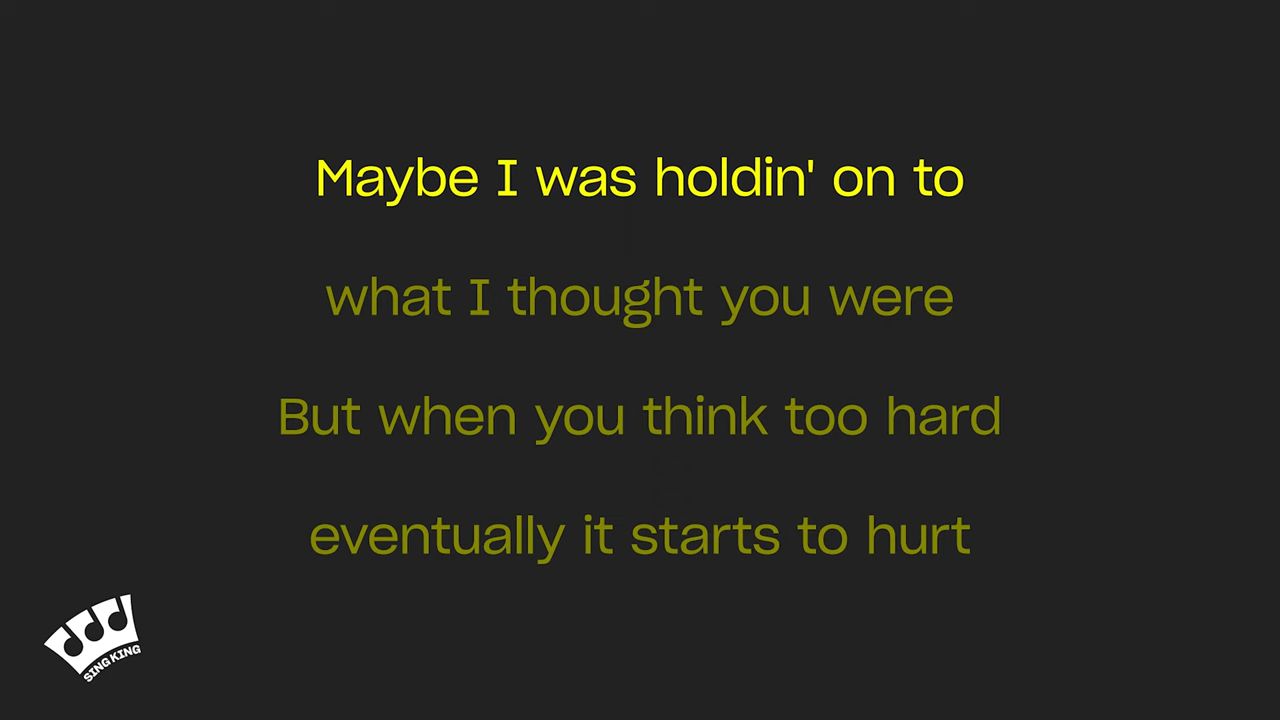 Maybe I was holdin' on to
what I thought you were
But when you think too hard
eventually it starts to hurt
SING KING